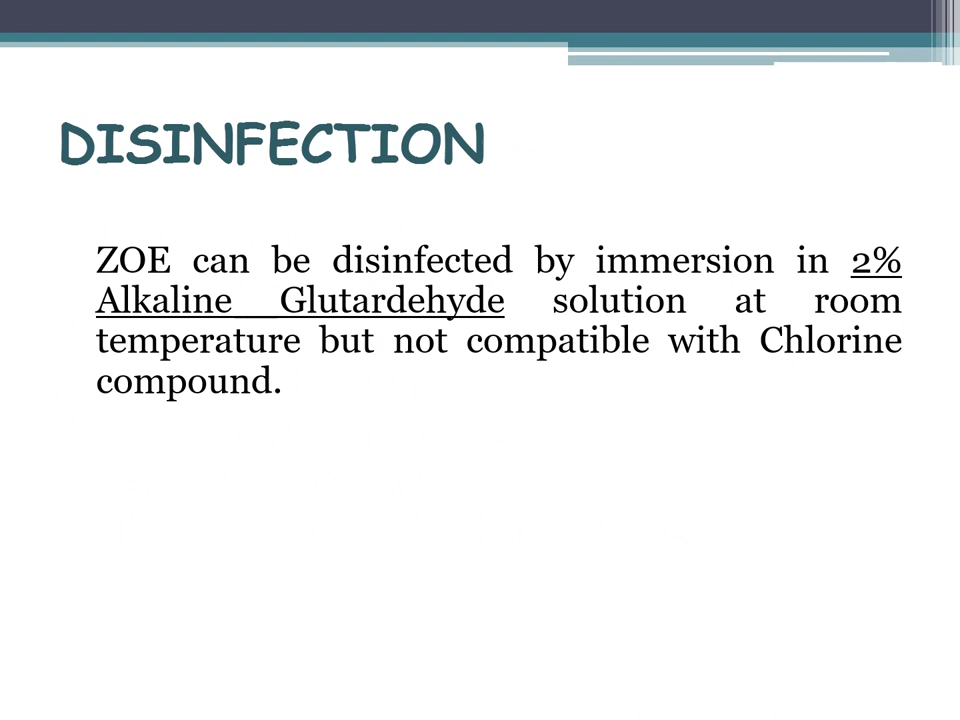 DISINFECTION
ZOE can be disinfected by immersion in 2%
Alkaline Glutardehyde solution at room
temperature but not compatible with Chlorine
compound.